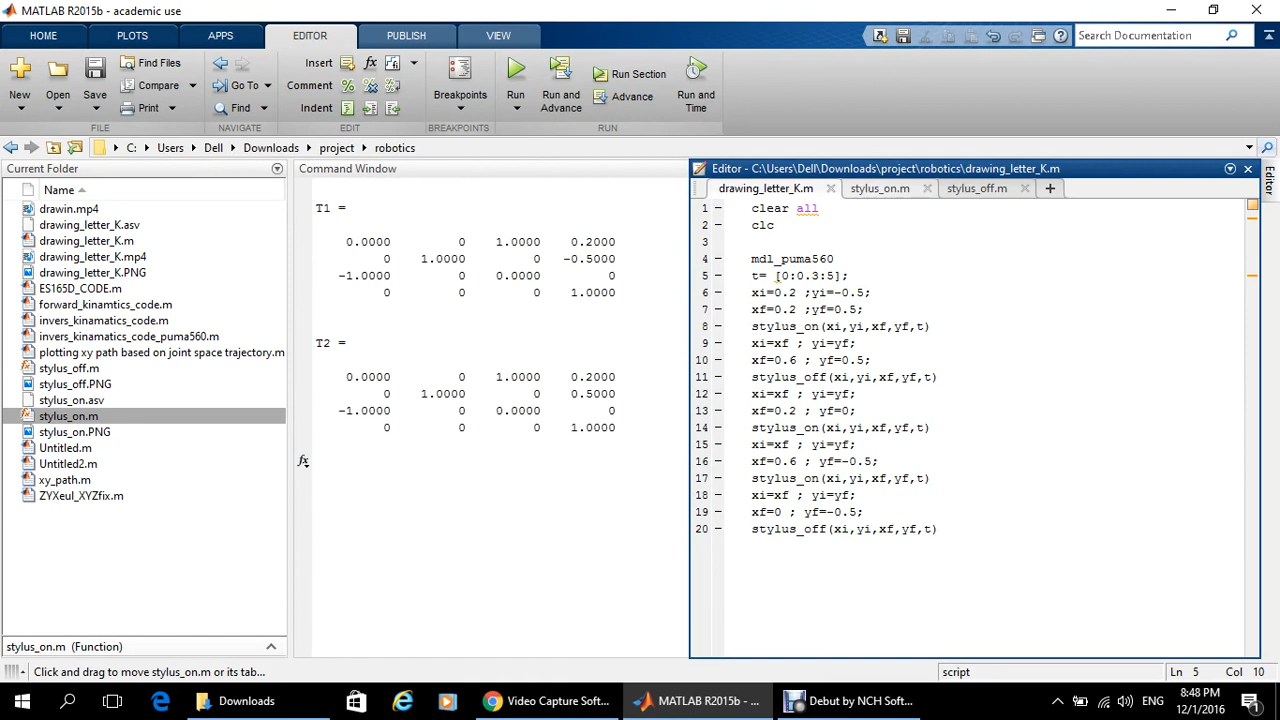 MATLAB R2015b - academic use
HOME PLOTS APPS EDITOR PUBLISH VIEW
Search Documentation
New Open Save Find Files Compare Print
Go To Find
Insert Comment Indent
Breakpoints
Run Run and Advance Run Section Advance Run and Time
FILE NAVIGATE EDIT BREAKPOINTS RUN
C: Users Dell Downloads project robotics
Current Folder
Name
drawin.mp4
drawing_letter_K.asv
drawing_letter_K.m
drawing_letter_K.mp4
drawing_letter_K.PNG
ES165D_CODE.m
forward_kinamtics_code.m
invers_kinamatics_code.m
invers_kinamatics_code_puma560.m
plotting xy path based on joint space trajectory.m
stylus_off.m
stylus_off.PNG
stylus_on.asv
stylus_on.m
stylus_on.PNG
Untitled.m
Untitled2.m
xy_path.m
ZYXeul_XYZfix.m
stylus_on.m (Function)
Command Window
T1 =
0.0000 0 1.0000 0.2000
0 1.0000 0 -0.5000
-1.0000 0 0.0000 0
0 0 0 1.0000
T2 =
0.0000 0 1.0000 0.2000
0 1.0000 0 0.5000
-1.0000 0 0.0000 0
0 0 0 1.0000
fx
Editor - C:\Users\Dell\Downloads\project\robotics\drawing_letter_K.m
drawing_letter_K.m stylus_on.m stylus_off.m
1 clear all
2 clc
3
4 mdl_puma560
5 t= [0:0.3:5];
6 xi=0.2 ;yi=-0.5;
7 xf=0.2 ;yf=0.5;
8 stylus_on(xi,yi,xf,yf,t)
9 xi=xf ; yi=yf;
10 xf=0.6 ; yf=0.5;
11 stylus_off(xi,yi,xf,yf,t)
12 xi=xf ; yi=yf;
13 xf=0.2 ; yf=0;
14 stylus_on(xi,yi,xf,yf,t)
15 xi=xf ; yi=yf;
16 xf=0.6 ; yf=-0.5;
17 stylus_on(xi,yi,xf,yf,t)
18 xi=xf ; yi=yf;
19 xf=0 ; yf=-0.5;
20 stylus_off(xi,yi,xf,yf,t)
Editor
Click and drag to move stylus_on.m or its tab...
script Ln 5 Col 10
Downloads
Video Capture Soft...
MATLAB R2015b - ...
Debut by NCH Soft...
ENG
8:48 PM
12/1/2016